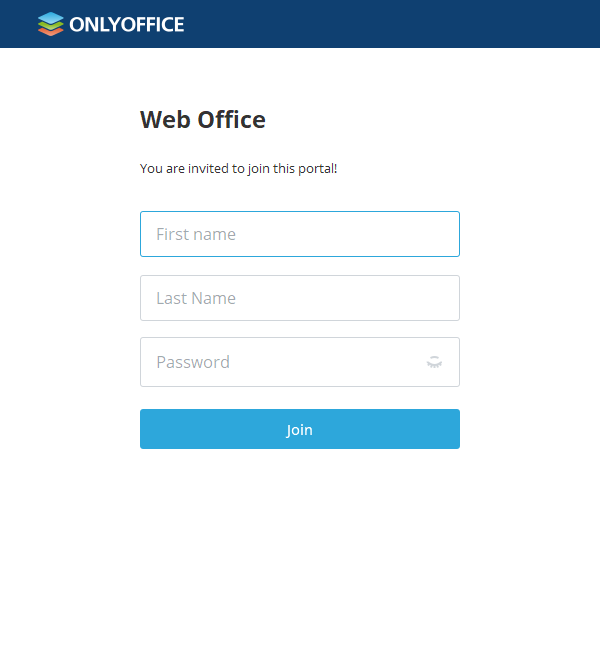 ONLYOFFICE
Web Office
You are invited to join this portal!
First name
Last Name
Password
Join